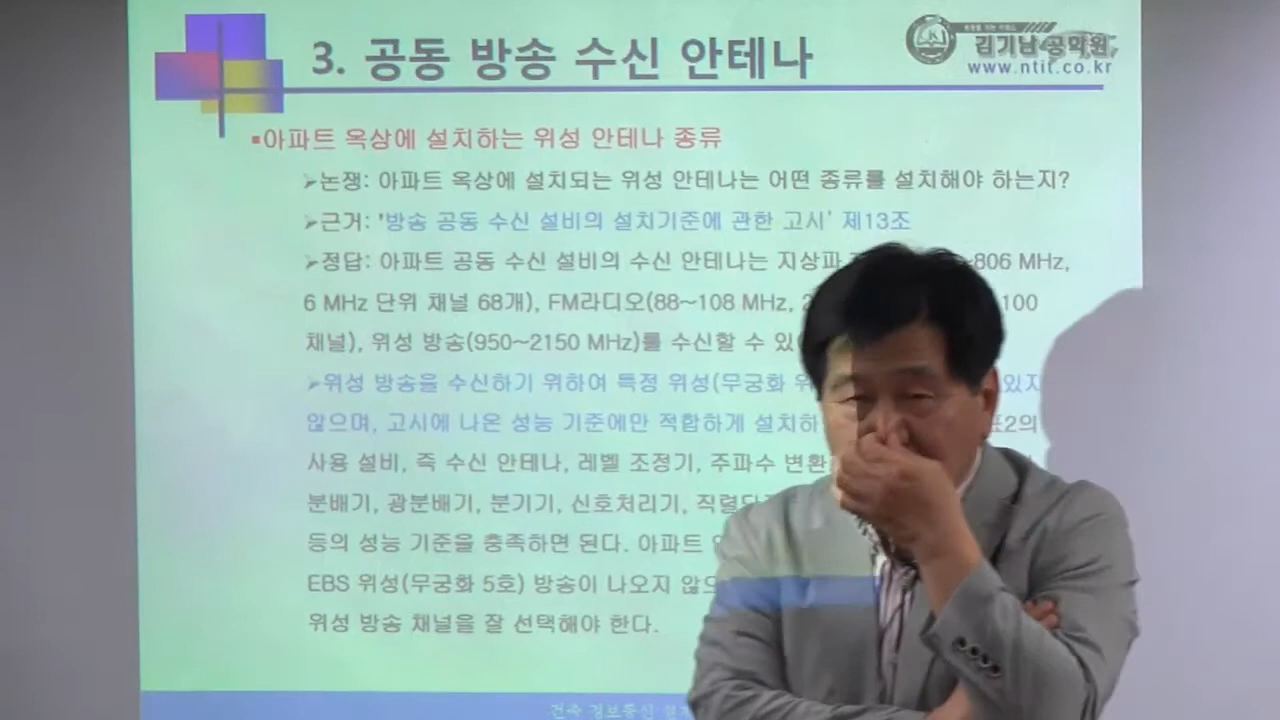 3. 공동 방송 수신 안테나
김기남 공학원
www.ntit.co.kr
▪아파트 옥상에 설치하는 위성 안테나 종류
➢논쟁: 아파트 옥상에 설치되는 위성 안테나는 어떤 종류를 설치해야 하는지?
➢근거: '방송 공동 수신 설비의 설치기준에 관한 고시' 제13조
➢정답: 아파트 공동 수신 설비의 수신 안테나는 지상파 ~806 MHz,
6 MHz 단위 채널 68개), FM라디오(88~108 MHz, 100
채널), 위성 방송(950~2150 MHz)를 수신할 수 있
➢위성 방송을 수신하기 위하여 특정 위성(무궁화 있지
않으며, 고시에 나온 성능 기준에만 적합하게 설치하 표2의
사용 설비, 즉 수신 안테나, 레벨 조정기, 주파수 변환
분배기, 광분배기, 분기기, 신호처리기, 직렬단
등의 성능 기준을 충족하면 된다. 아파트
EBS 위성(무궁화 5호) 방송이 나오지 않으
위성 방송 채널을 잘 선택해야 한다.